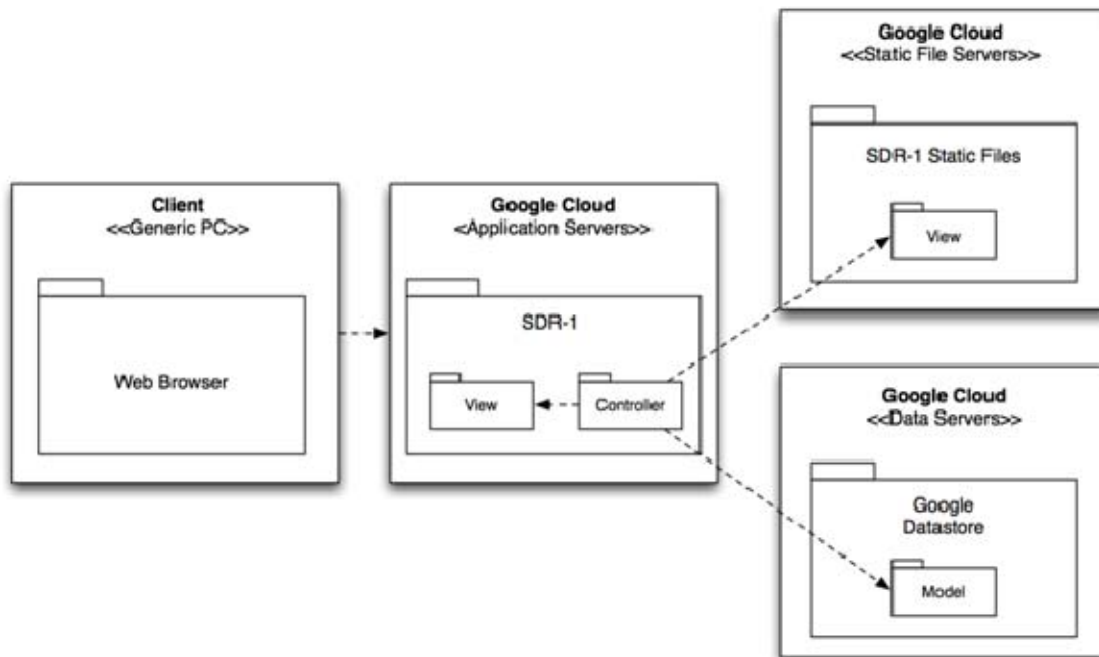 Client
<<Generic PC>>
Web Browser
Google Cloud
<Application Servers>>
SDR-1
View
Controller
Google Cloud
<<Static File Servers>>
SDR-1 Static Files
View
Google Cloud
<<Data Servers>>
Google
Datastore
Model